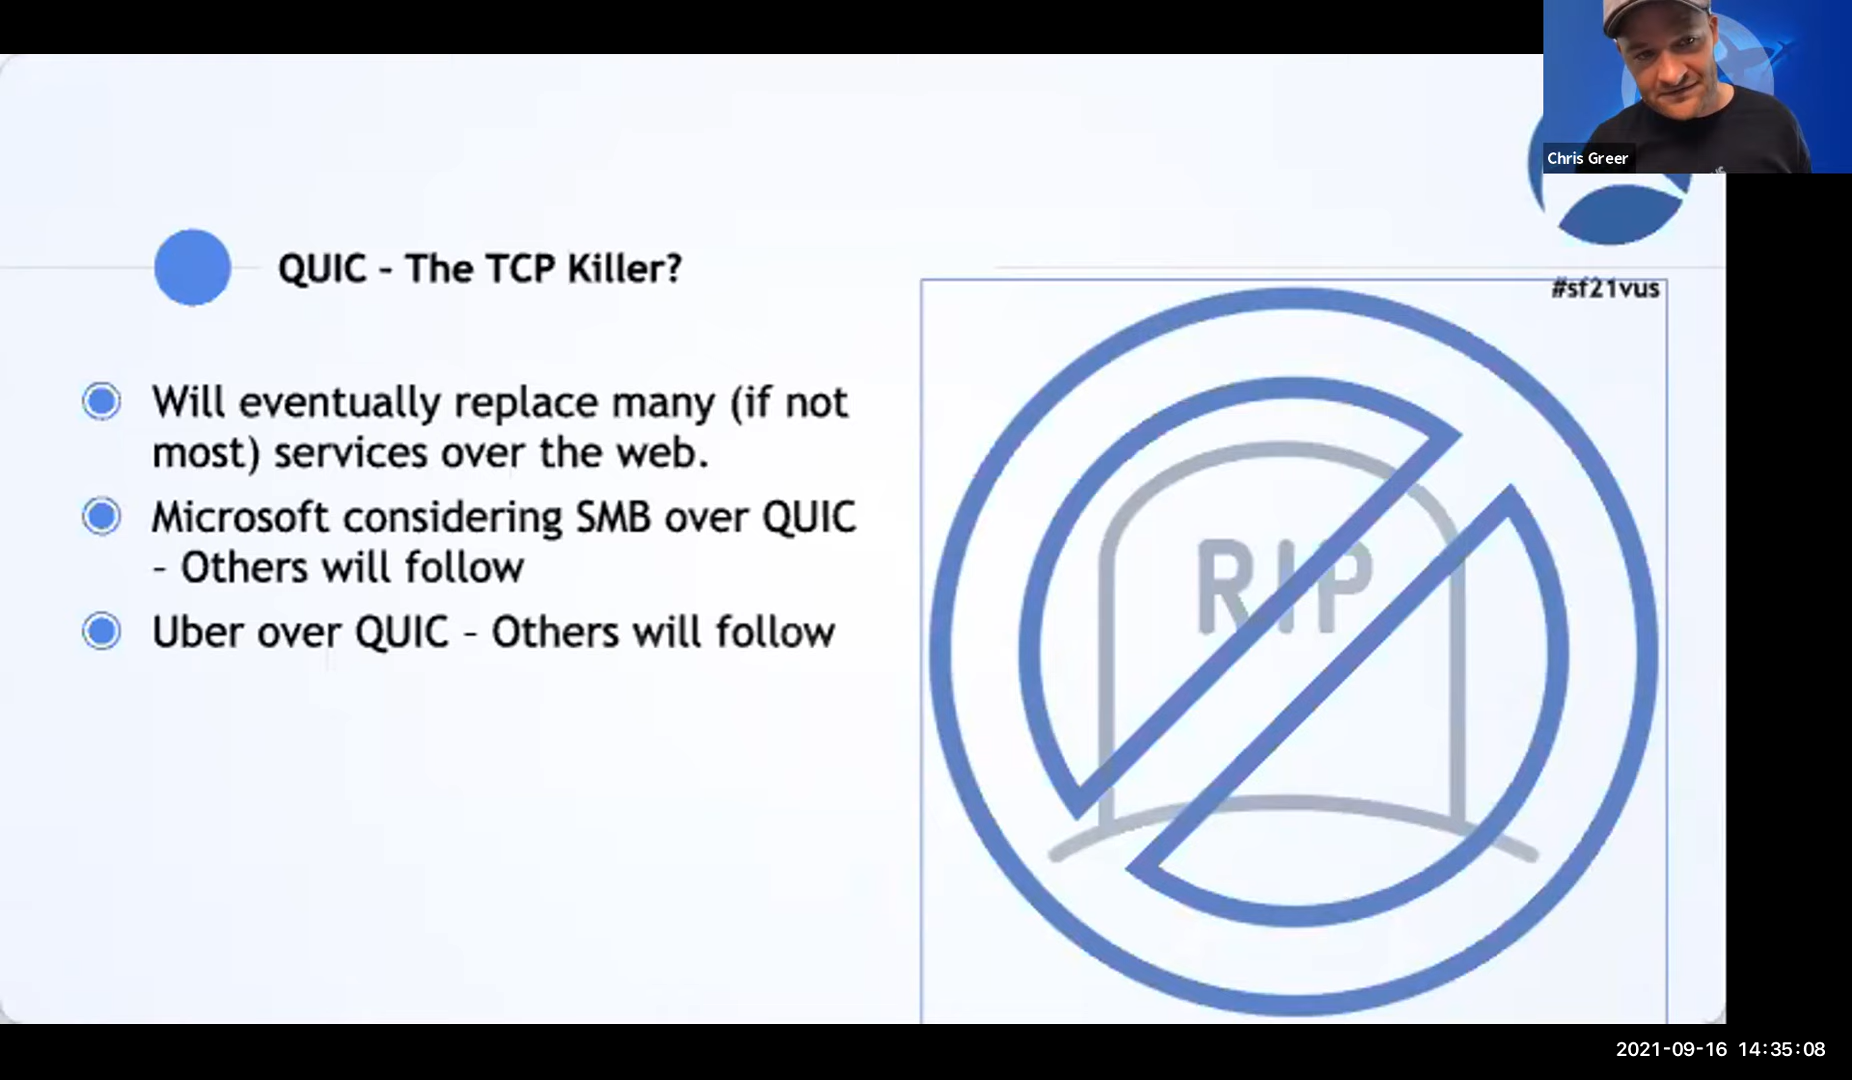 Chris Greer
QUIC - The TCP Killer?
#sf21vus
Will eventually replace many (if not
most) services over the web.
Microsoft considering SMB over QUIC
- Others will follow
Uber over QUIC - Others will follow
RIP
2021-09-16 14:35:08